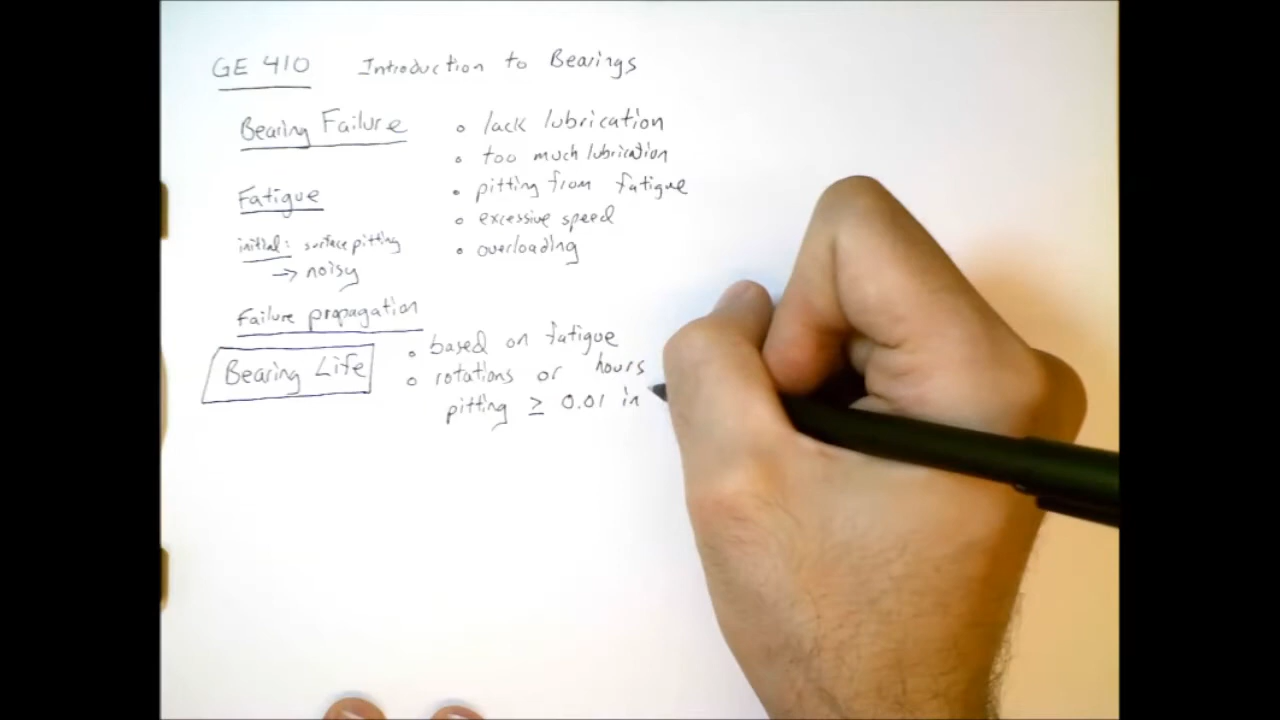 GE 410 Introduction to Bearings
Bearing Failure
• lack lubrication
• too much lubrication
• pitting from fatigue
• excessive speed
• overloading
Fatigue
initial: surface pitting
→ noisy
Failure propagation
Bearing Life
• based on fatigue
• rotations or hours
pitting ≥ 0.01 in